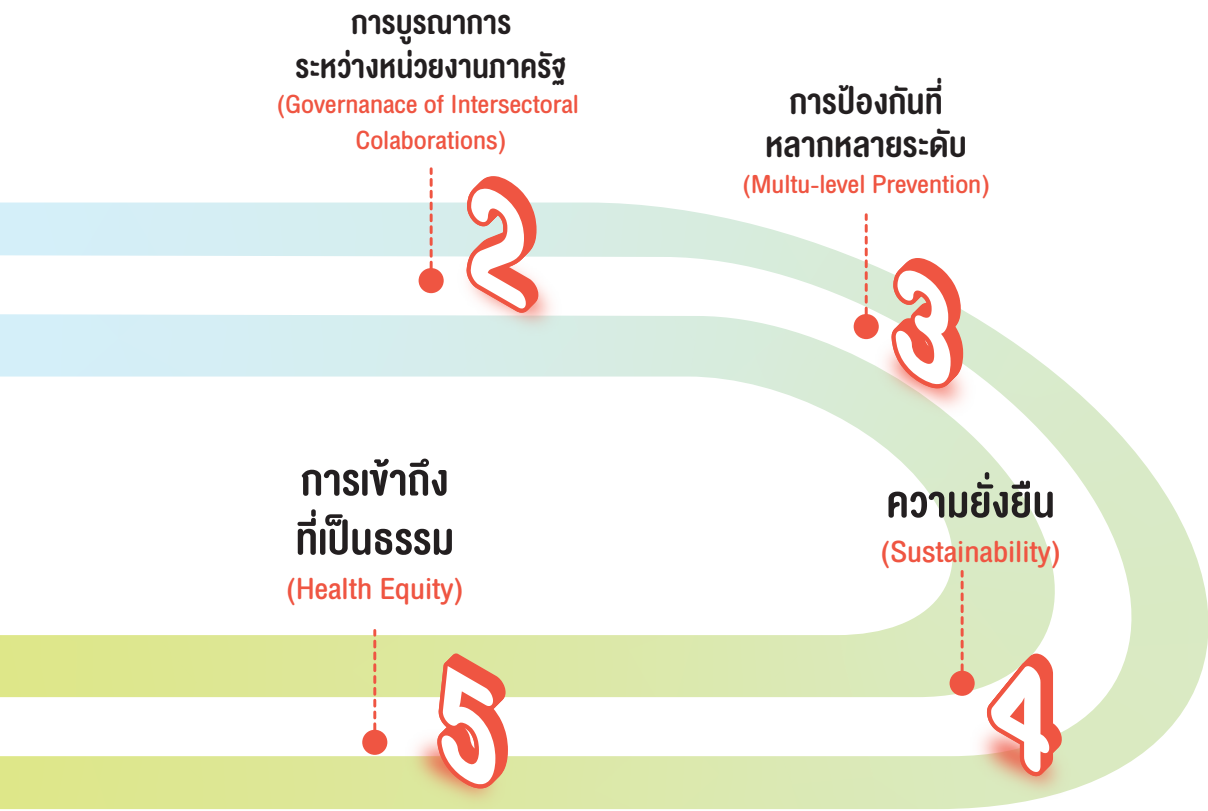 การบูรณาการ
ระหว่างหน่วยงานภาครัฐ
(Governanace of Intersectoral
Colaborations)
2
การป้องกันที่
หลากหลายระดับ
(Multu-level Prevention)
3
ความยั่งยืน
(Sustainability)
4
การเข้าถึง
ที่เป็นธรรม
(Health Equity)
5